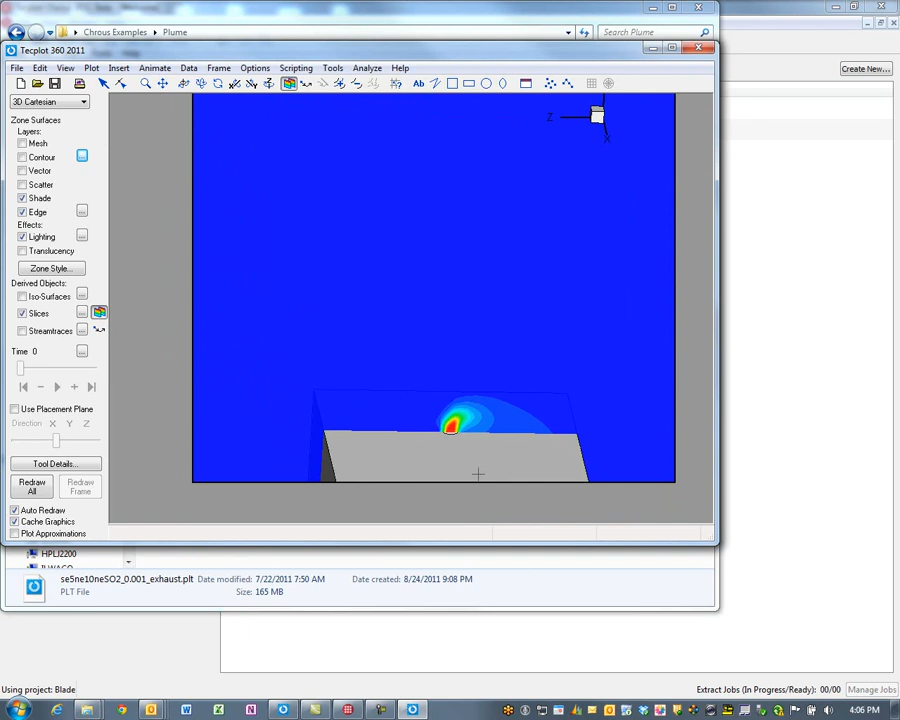 Chrous Examples ▸ Plume
Search Plume
Tecplot 360 2011
File Edit View Plot Insert Animate Data Frame Options Scripting Tools Analyze Help
Create New...
3D Cartesian
Zone Surfaces
Layers:
Mesh
Contour
Vector
Scatter
Shade
Edge
Effects:
Lighting
Translucency
Zone Style...
Derived Objects:
Iso-Surfaces
Slices
Streamtraces
Time 0
Use Placement Plane
Direction X Y Z
Tool Details...
Redraw All
Redraw Frame
Auto Redraw
Cache Graphics
Plot Approximations
Z
X
Ab
HPLJ2200
se5ne10neSO2_0.001_exhaust.plt Date modified: 7/22/2011 7:50 AM Date created: 8/24/2011 9:08 PM
PLT File Size: 165 MB
Using project: Blade
Extract Jobs (In Progress/Ready): 00/00 Manage Jobs
4:06 PM